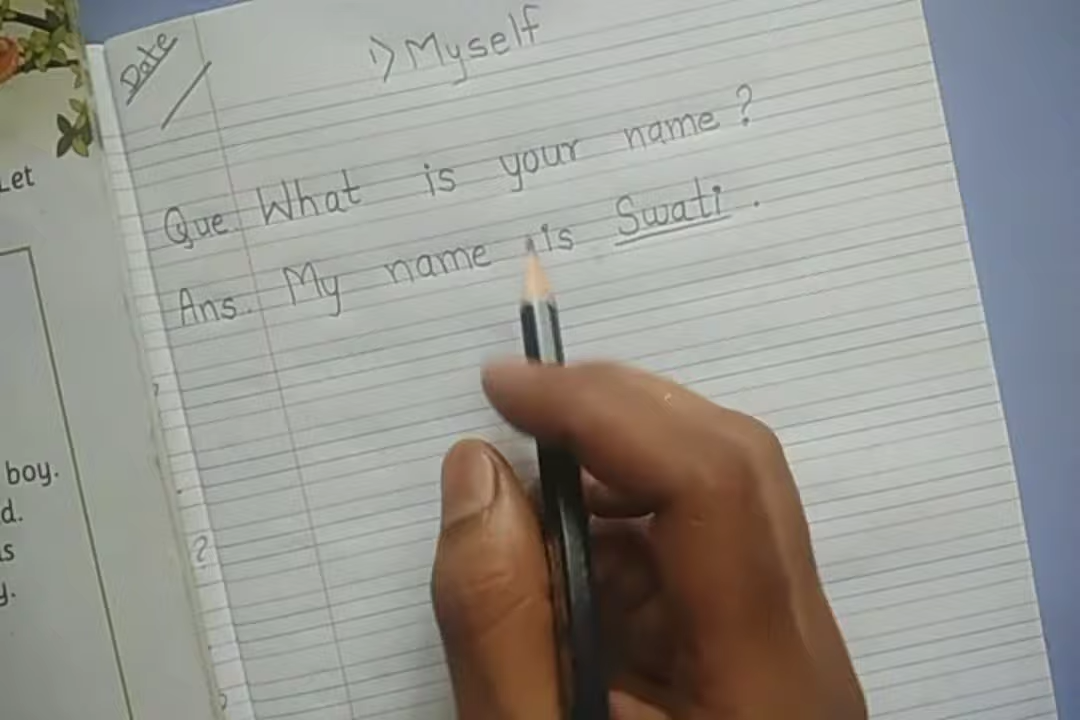 Date
1) Myself
Que. What is your name ?
Ans. My name is Swati .
Let
boy.
d.
?